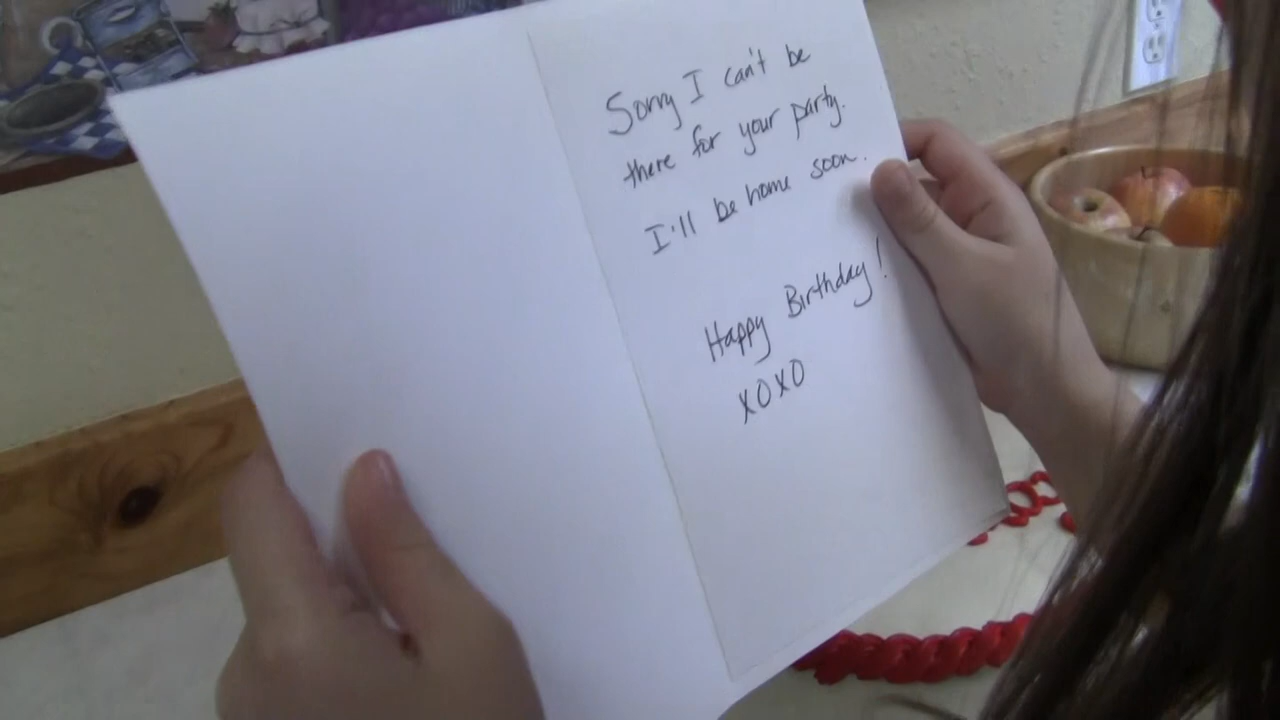 Sorry I can't be
there for your party.
I'll be home soon.
Happy Birthday!
XOXO